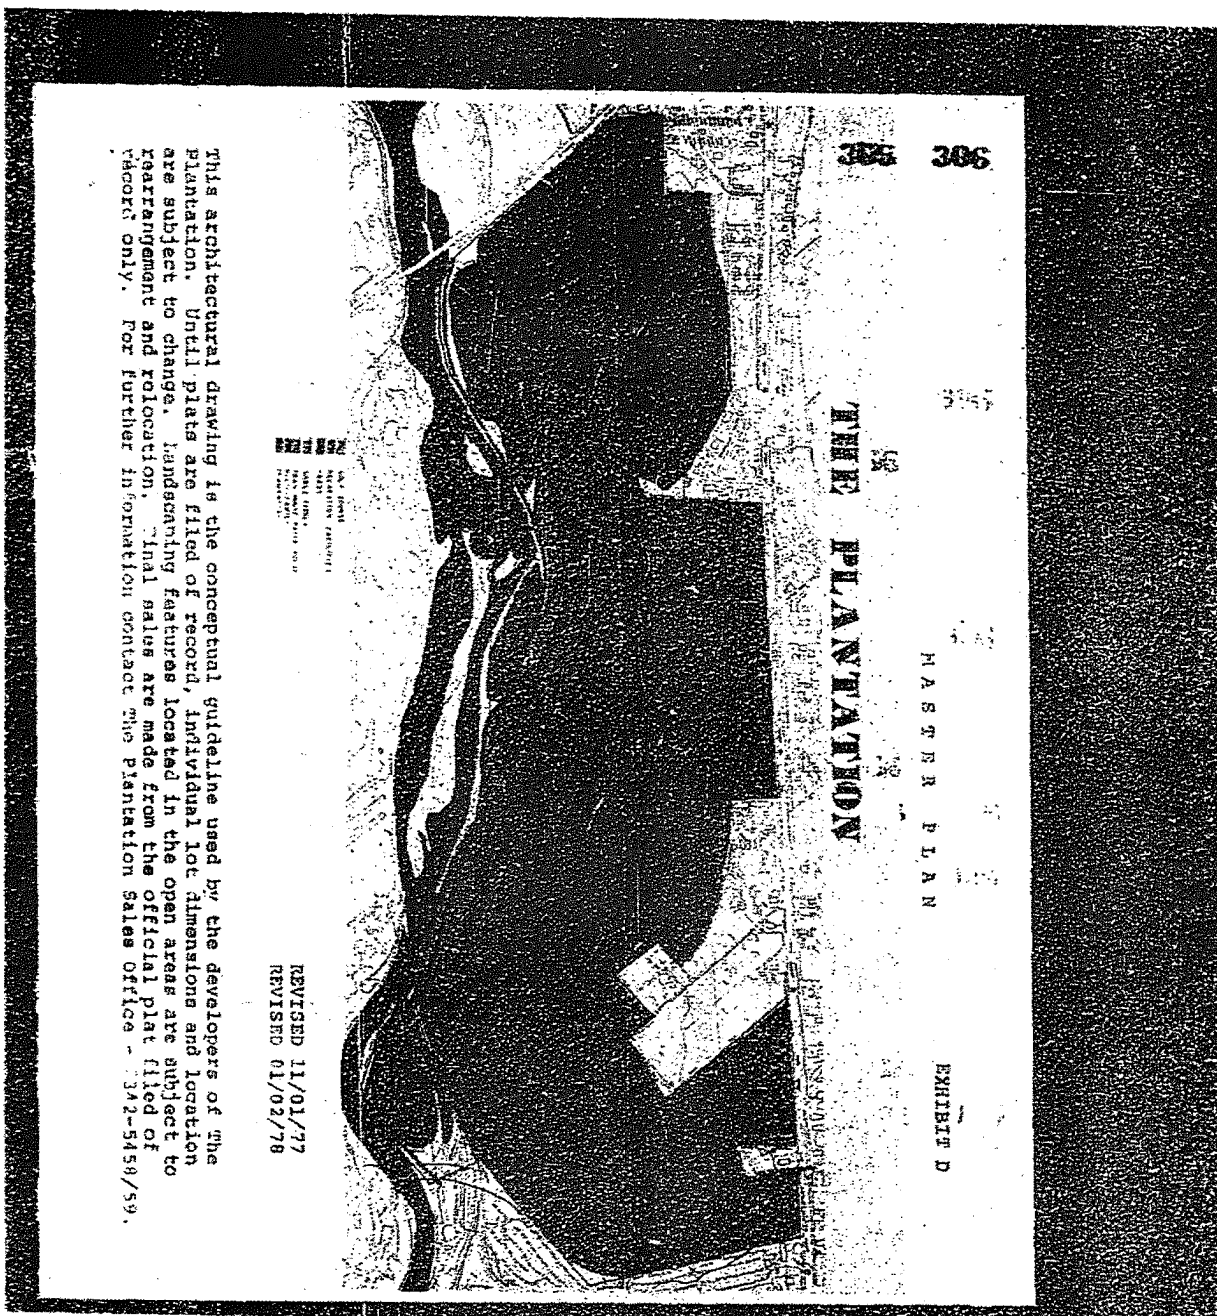 306 306
EXHIBIT D
MASTER PLAN
THE PLANTATION
REVISED 11/01/77
REVISED 01/02/78
This architectural drawing is the conceptual guideline used by the developers of The
Plantation. Until plats are filed of record, individual lot dimensions and location
are subject to change. Landscaping features located in the open areas are subject to
rearrangement and relocation. Final sales are made from the official plat filed of
record only. For further information contact The Plantation Sales Office - 342-5458/59.